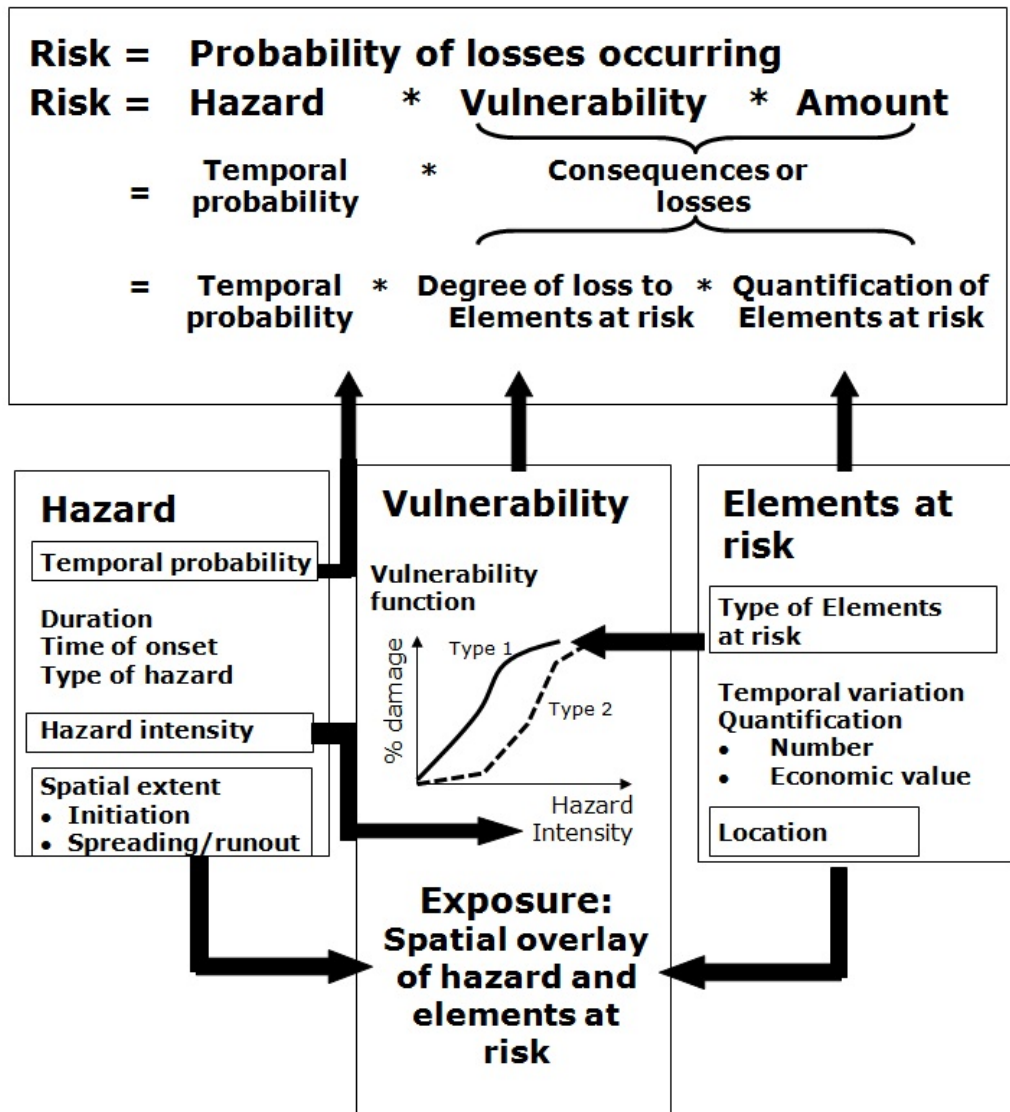 Risk = Probability of losses occurring
Risk = Hazard * Vulnerability * Amount
= Temporal probability * Consequences or losses
= Temporal probability * Degree of loss to Elements at risk * Quantification of Elements at risk
Hazard
Temporal probability
Duration
Time of onset
Type of hazard
Hazard intensity
Spatial extent
• Initiation
• Spreading/runout
Vulnerability
Vulnerability
function
% damage
Type 1
Type 2
Hazard
Intensity
Exposure:
Spatial overlay
of hazard and
elements at
risk
Elements at
risk
Type of Elements
at risk
Temporal variation
Quantification
• Number
• Economic value
Location